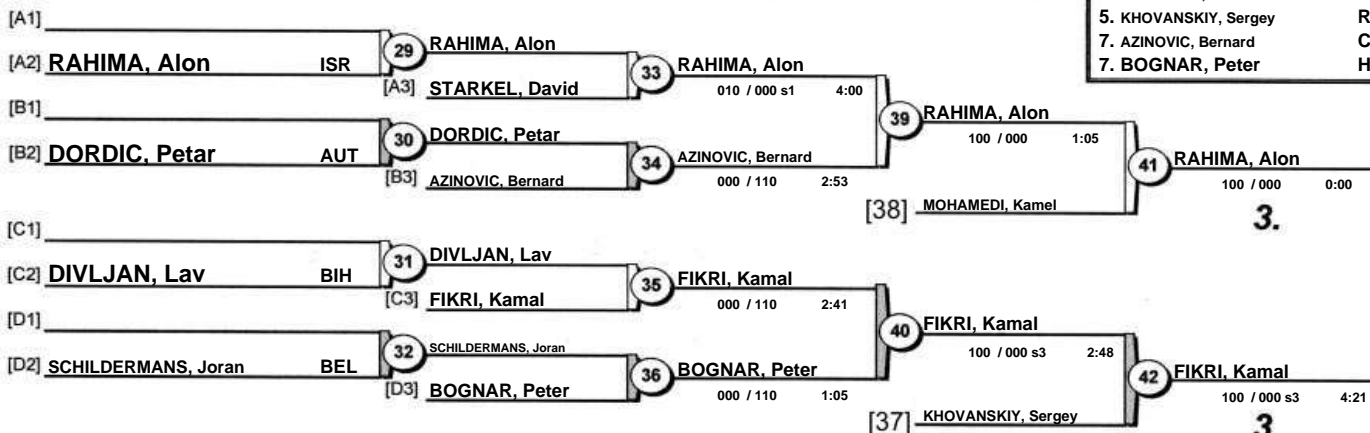 5. KHOVANSKIY, Sergey R
7. AZINOVIC, Bernard C
7. BOGNAR, Peter H
[A1]
[A2] RAHIMA, Alon ISR
29 RAHIMA, Alon
[A3] STARKEL, David
33 RAHIMA, Alon
010 / 000 s1 4:00
[B1]
[B2] DORDIC, Petar AUT
30 DORDIC, Petar
[B3] AZINOVIC, Bernard
34 AZINOVIC, Bernard
000 / 110 2:53
39 RAHIMA, Alon
100 / 000 1:05
[38] MOHAMEDI, Kamel
41 RAHIMA, Alon
100 / 000 0:00
3.
[C1]
[C2] DIVLJAN, Lav BIH
31 DIVLJAN, Lav
[C3] FIKRI, Kamal
35 FIKRI, Kamal
000 / 110 2:41
[D1]
[D2] SCHILDERMANS, Joran BEL
32 SCHILDERMANS, Joran
[D3] BOGNAR, Peter
36 BOGNAR, Peter
000 / 110 1:05
40 FIKRI, Kamal
100 / 000 s3 2:48
[37] KHOVANSKIY, Sergey
42 FIKRI, Kamal
100 / 000 s3 4:21
3